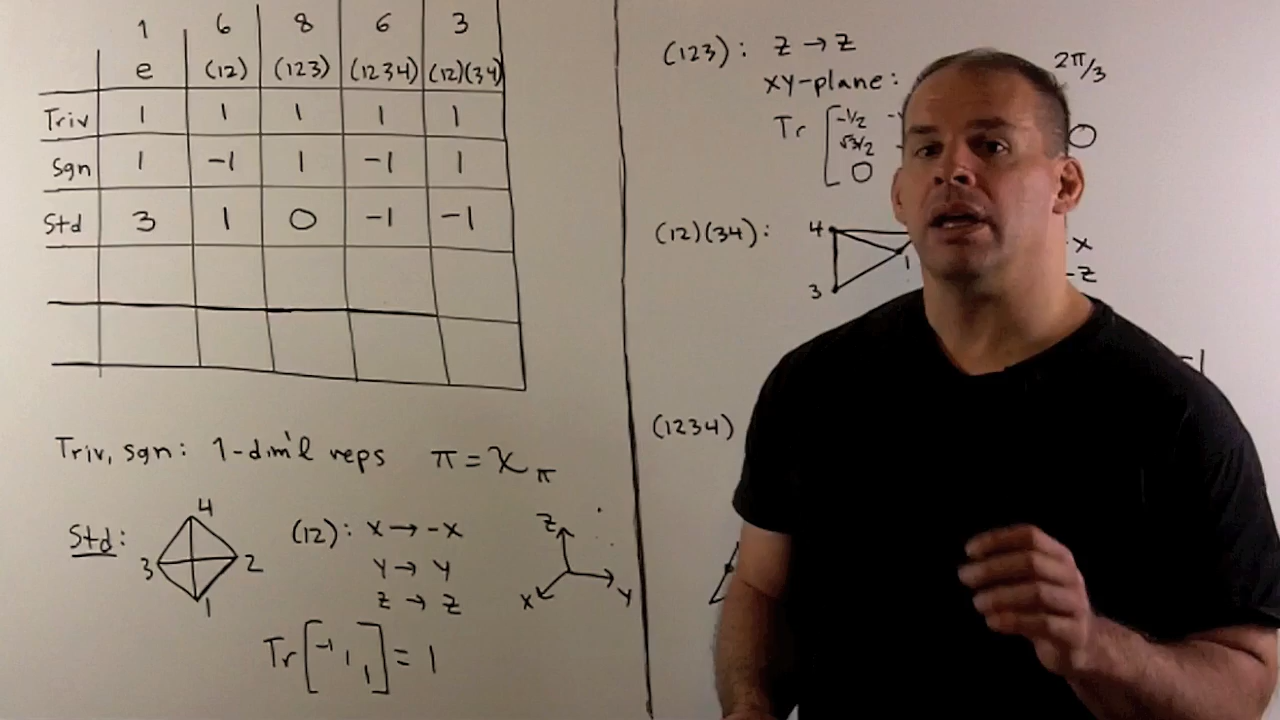 1 6 8 6 3
e (12) (123) (1234) (12)(34)
Triv 1 1 1 1 1
Sgn 1 -1 1 -1 1
Std 3 1 0 -1 -1
Triv, sgn: 1-dim'l reps π = χ_π
Std: 4 3 2 1
(12): X → -X
Y → Y
Z → Z
Z X Y
Tr [-1 1 1] = 1
(123): Z → Z
XY-plane: 2π/3
Tr [-1/2
√3/2
0 0
(12)(34): 4 1 3
-X
-Z
(1234)